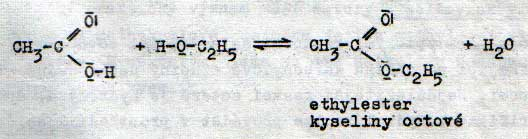 O̅| O̅|
CH₃-C + H-O̲̅-C₂H₅ ⇌ CH₃-C + H₂O
O̲̅-H O̲̅-C₂H₅
ethylester
kyseliny octové